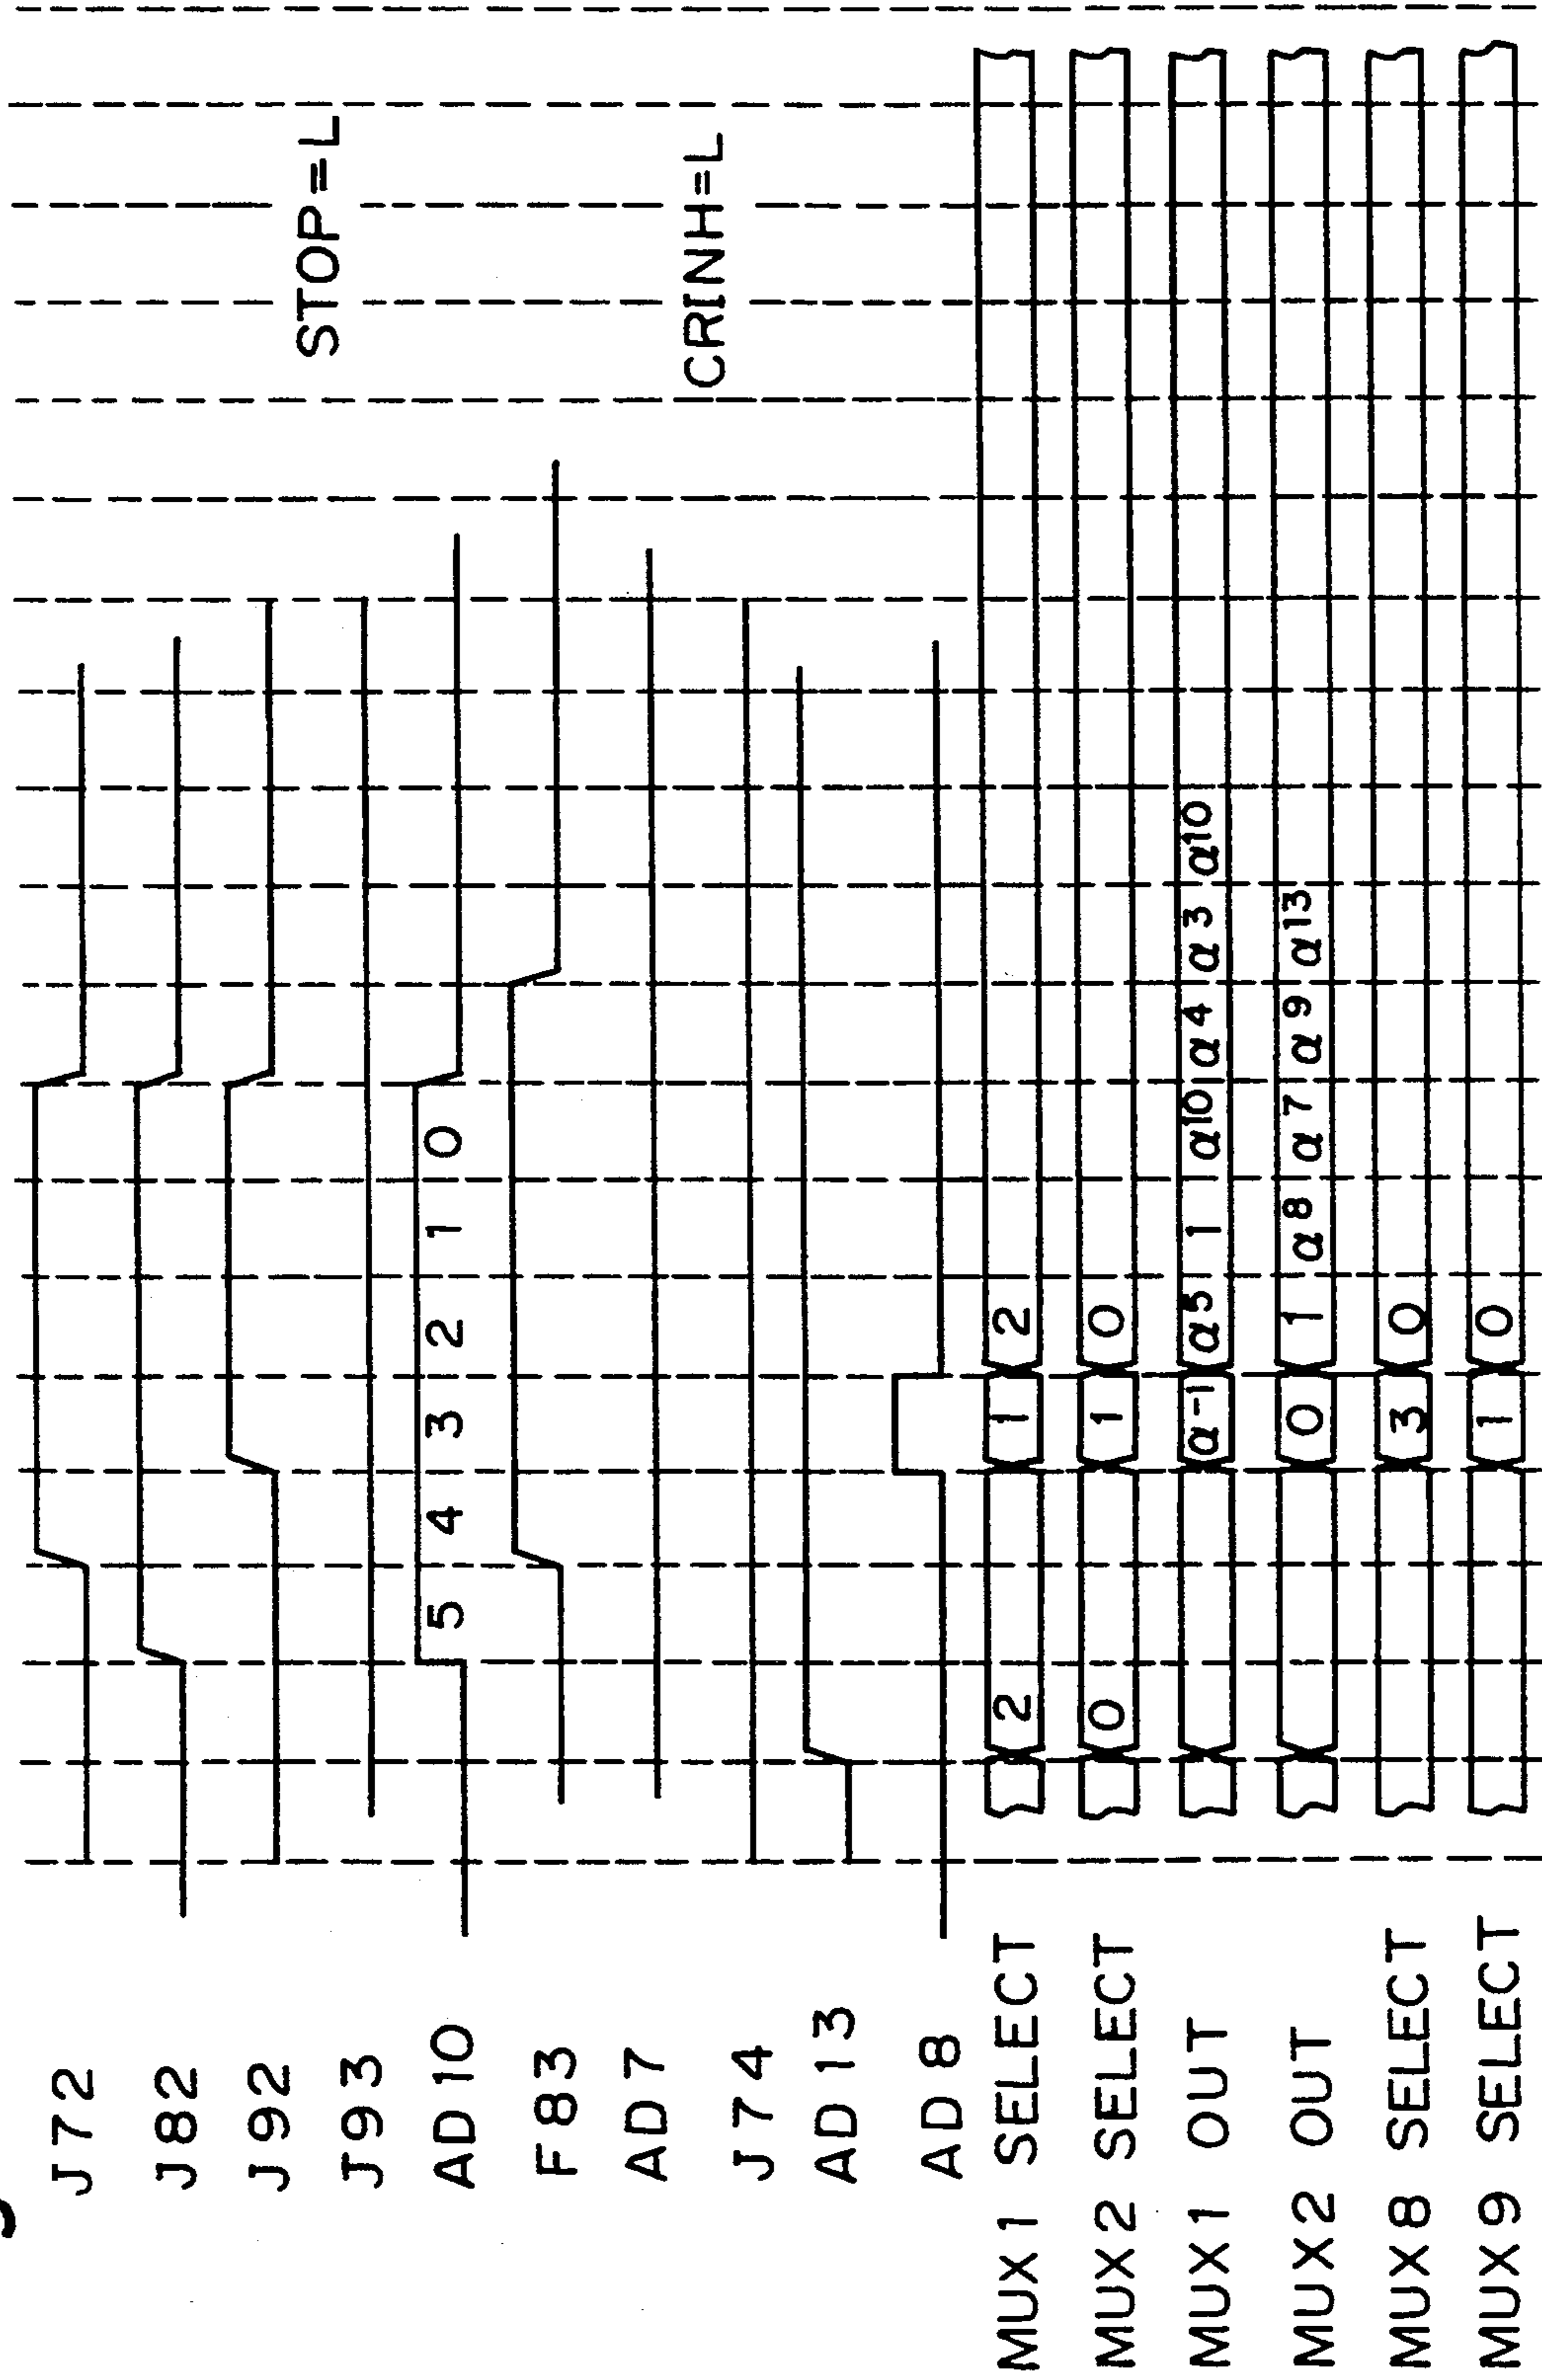 J72
J82
J92
J93
AD10 5 4 3 2 1 0
F83
AD7
J74
AD13
AD8
STOP=L
CRINH=L
MUX1 SELECT 2 1 2
MUX2 SELECT 0 1 0
MUX1 OUT α-1 α5 1 α10 α4 α3 α10
MUX2 OUT 0 1 α8 α7 α9 α13
MUX8 SELECT 3 0
MUX9 SELECT 1 0